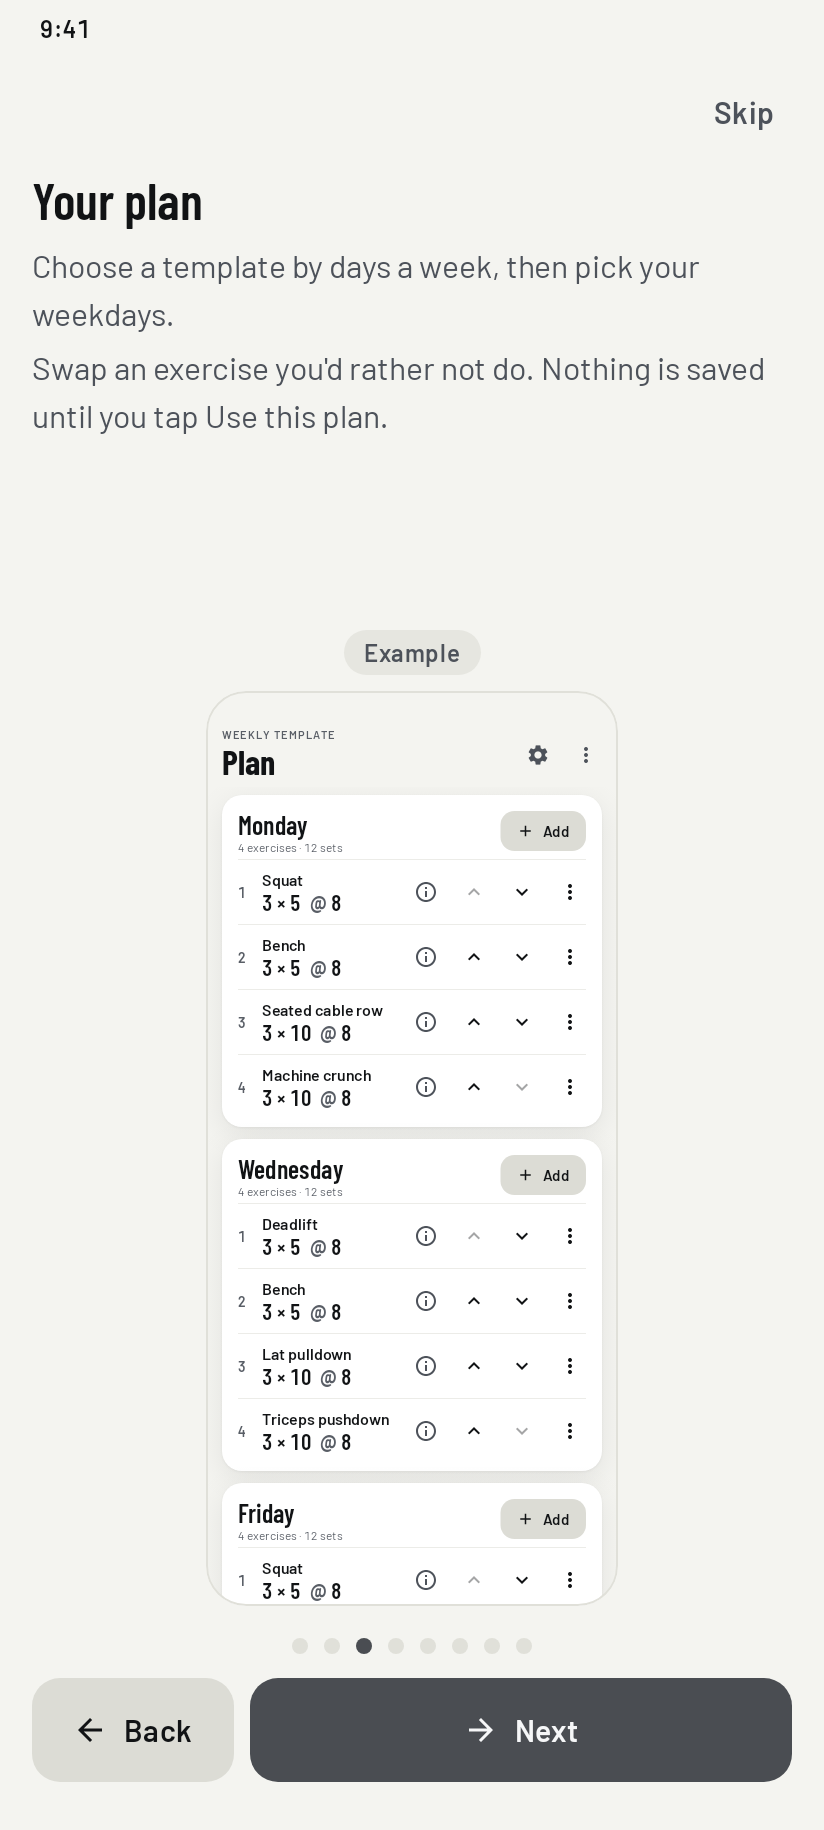 9:41
Skip
Your plan
Choose a template by days a week, then pick your
weekdays.
Swap an exercise you'd rather not do. Nothing is saved
until you tap Use this plan.
Example
WEEKLY TEMPLATE
Plan
Monday
4 exercises · 12 sets
+ Add
1 Squat
3 × 5 @ 8
2 Bench
3 × 5 @ 8
3 Seated cable row
3 × 10 @ 8
4 Machine crunch
3 × 10 @ 8
Wednesday
4 exercises · 12 sets
+ Add
1 Deadlift
3 × 5 @ 8
2 Bench
3 × 5 @ 8
3 Lat pulldown
3 × 10 @ 8
4 Triceps pushdown
3 × 10 @ 8
Friday
4 exercises · 12 sets
+ Add
1 Squat
3 × 5 @ 8
← Back
→ Next